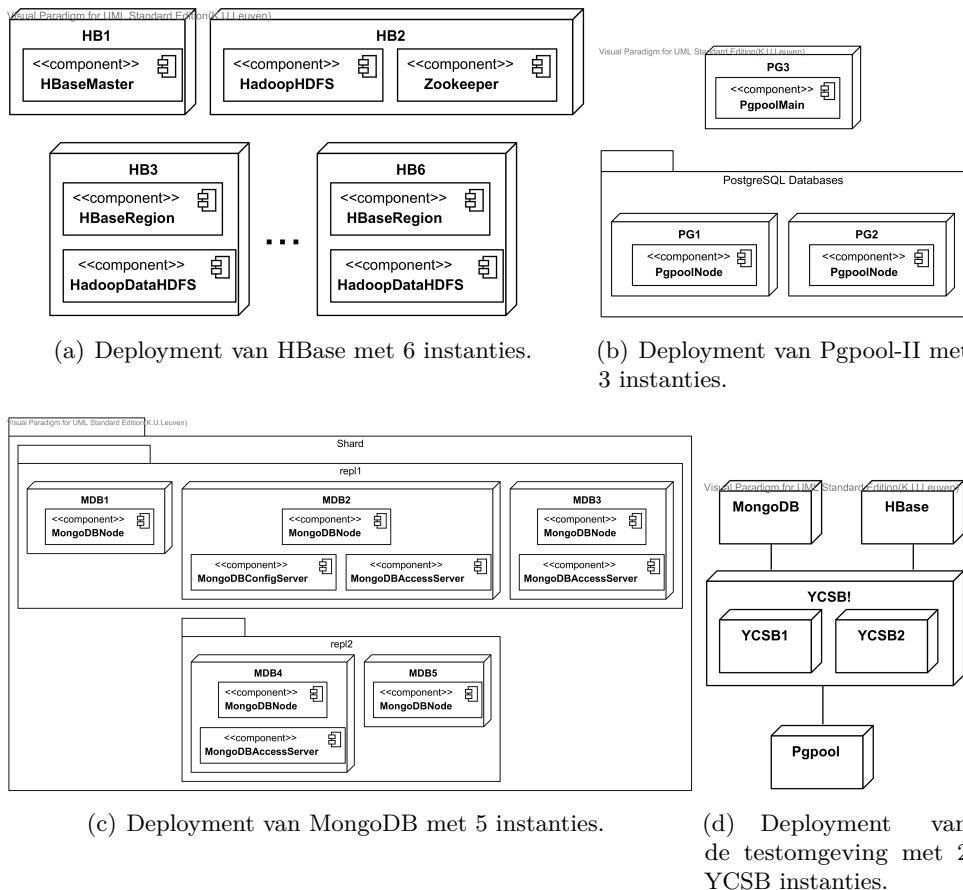 Visual Paradigm for UML Standard Edition(K.U.Leuven)
HB1
<<component>>
HBaseMaster
HB2
<<component>>
HadoopHDFS
<<component>>
Zookeeper
HB3
<<component>>
HBaseRegion
<<component>>
HadoopDataHDFS
...
HB6
<<component>>
HBaseRegion
<<component>>
HadoopDataHDFS
(a) Deployment van HBase met 6 instanties.
Visual Paradigm for UML Standard Edition(K.U.Leuven)
PG3
<<component>>
PgpoolMain
PostgreSQL Databases
PG1
<<component>>
PgpoolNode
PG2
<<component>>
PgpoolNode
(b) Deployment van Pgpool-II met
3 instanties.
Visual Paradigm for UML Standard Edition(K.U.Leuven)
Shard
repl1
MDB1
<<component>>
MongoDBNode
MDB2
<<component>>
MongoDBNode
<<component>>
MongoDBConfigServer
<<component>>
MongoDBAccessServer
MDB3
<<component>>
MongoDBNode
<<component>>
MongoDBAccessServer
repl2
MDB4
<<component>>
MongoDBNode
<<component>>
MongoDBAccessServer
MDB5
<<component>>
MongoDBNode
(c) Deployment van MongoDB met 5 instanties.
Visual Paradigm for UML Standard Edition(K.U.Leuven)
MongoDB
HBase
YCSB!
YCSB1
YCSB2
Pgpool
(d) Deployment van
de testomgeving met 2
YCSB instanties.